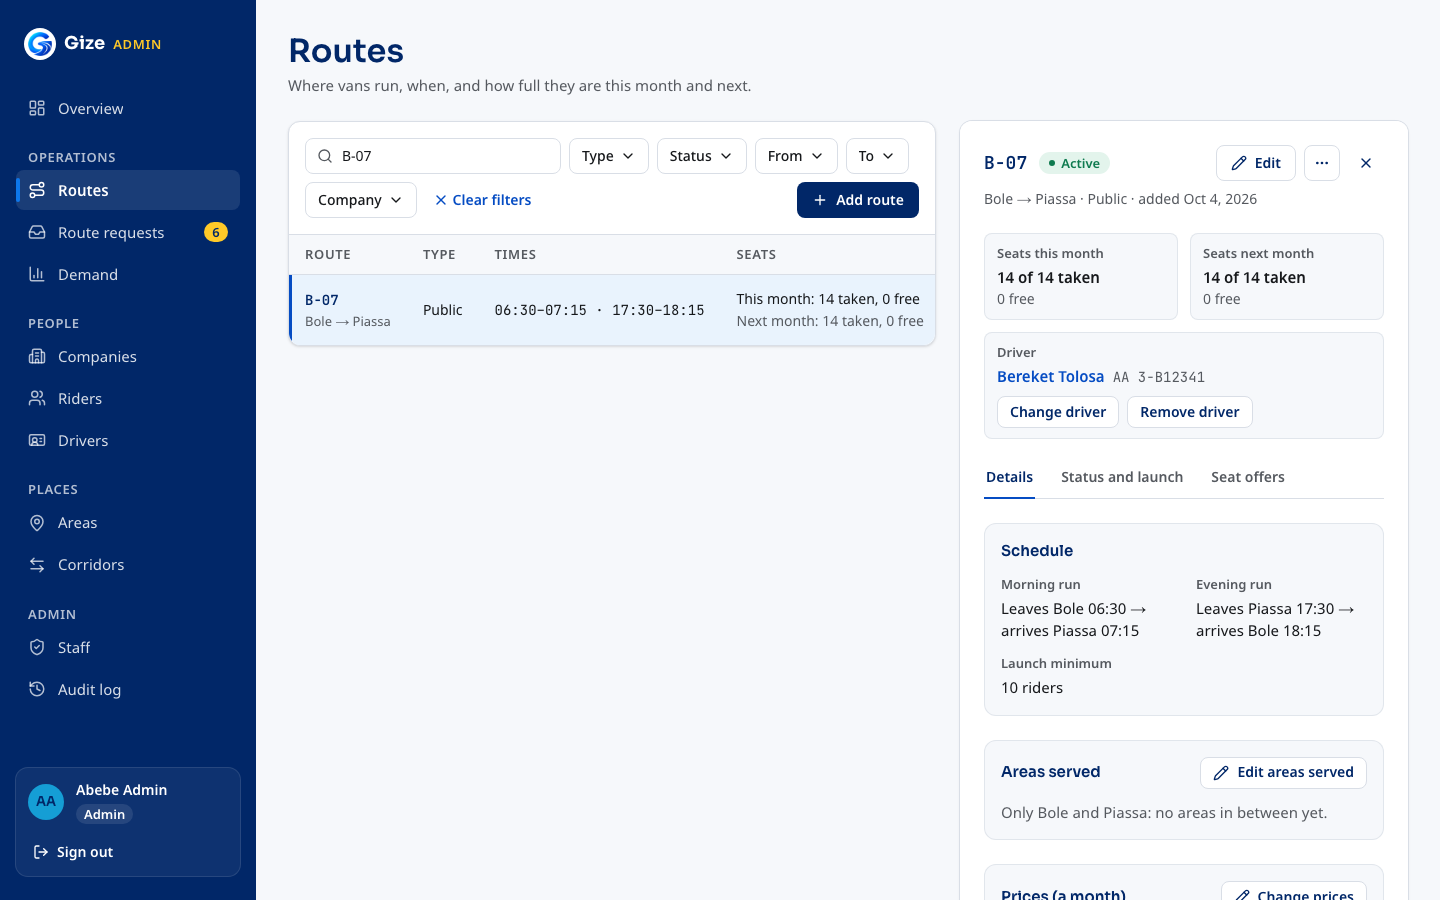 Gize ADMIN
Overview
OPERATIONS
Routes
Route requests 6
Demand
PEOPLE
Companies
Riders
Drivers
PLACES
Areas
Corridors
ADMIN
Staff
Audit log
AA
Abebe Admin
Admin
Sign out
Routes
Where vans run, when, and how full they are this month and next.
B-07 Type Status From To
Company Clear filters Add route
ROUTE TYPE TIMES SEATS
B-07
Bole → Piassa
Public
06:30–07:15 · 17:30–18:15
This month: 14 taken, 0 free
Next month: 14 taken, 0 free
B-07 Active Edit
Bole → Piassa · Public · added Oct 4, 2026
Seats this month
14 of 14 taken
0 free
Seats next month
14 of 14 taken
0 free
Driver
Bereket Tolosa AA 3-B12341
Change driver Remove driver
Details Status and launch Seat offers
Schedule
Morning run
Leaves Bole 06:30 →
arrives Piassa 07:15
Evening run
Leaves Piassa 17:30 →
arrives Bole 18:15
Launch minimum
10 riders
Areas served Edit areas served
Only Bole and Piassa: no areas in between yet.
Prices (a month) Change prices